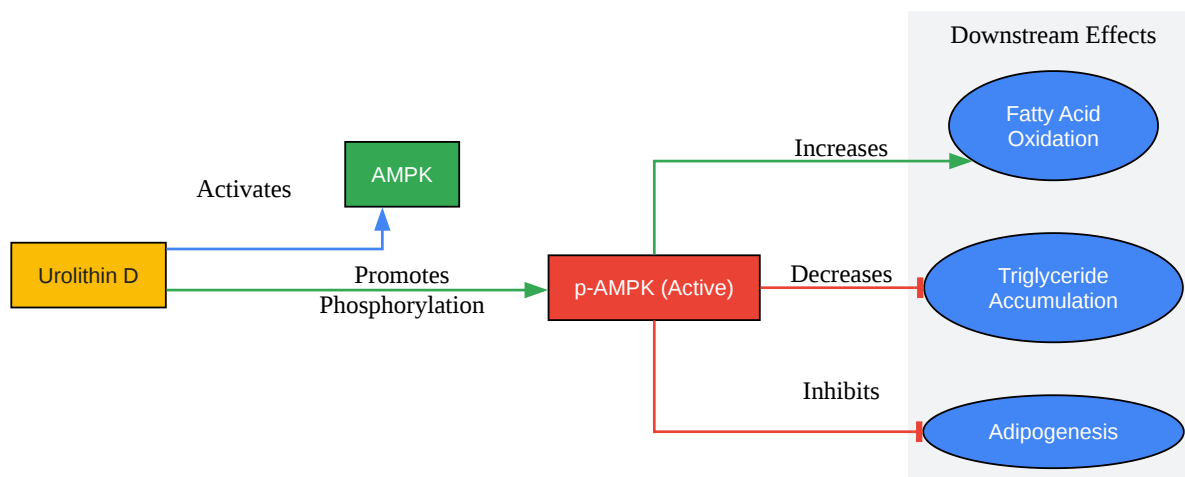 Downstream Effects
Fatty Acid
Oxidation
Increases
AMPK
Activates
Urolithin D
Promotes
Phosphorylation
p-AMPK (Active)
Decreases
Triglyceride
Accumulation
Inhibits
Adipogenesis